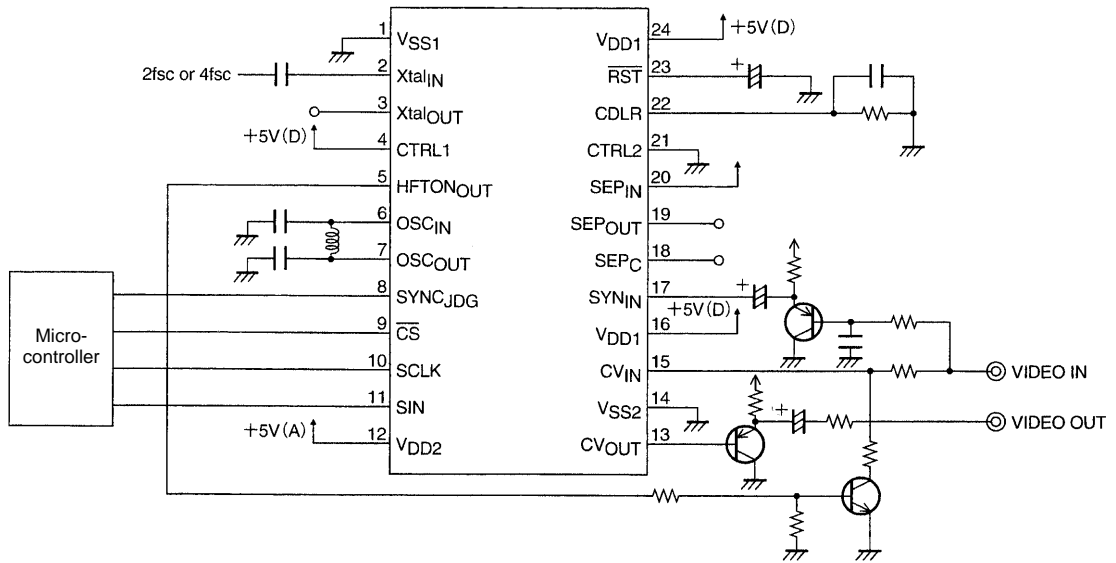 1
VSS1
2fsc or 4fsc
2
XtalIN
3
XtalOUT
+5V(D)
4
CTRL1
5
HFTONOUT
6
OSCIN
7
OSCOUT
8
SYNCJDG
9
CS
10
SCLK
11
SIN
+5V(A)
12
VDD2
Micro-
controller
24
VDD1
+5V(D)
23
RST
+
22
CDLR
21
CTRL2
20
SEPIN
19
SEPOUT
18
SEPC
17
SYNIN
+
+5V(D)
16
VDD1
15
CVIN
VIDEO IN
14
VSS2
+
VIDEO OUT
13
CVOUT